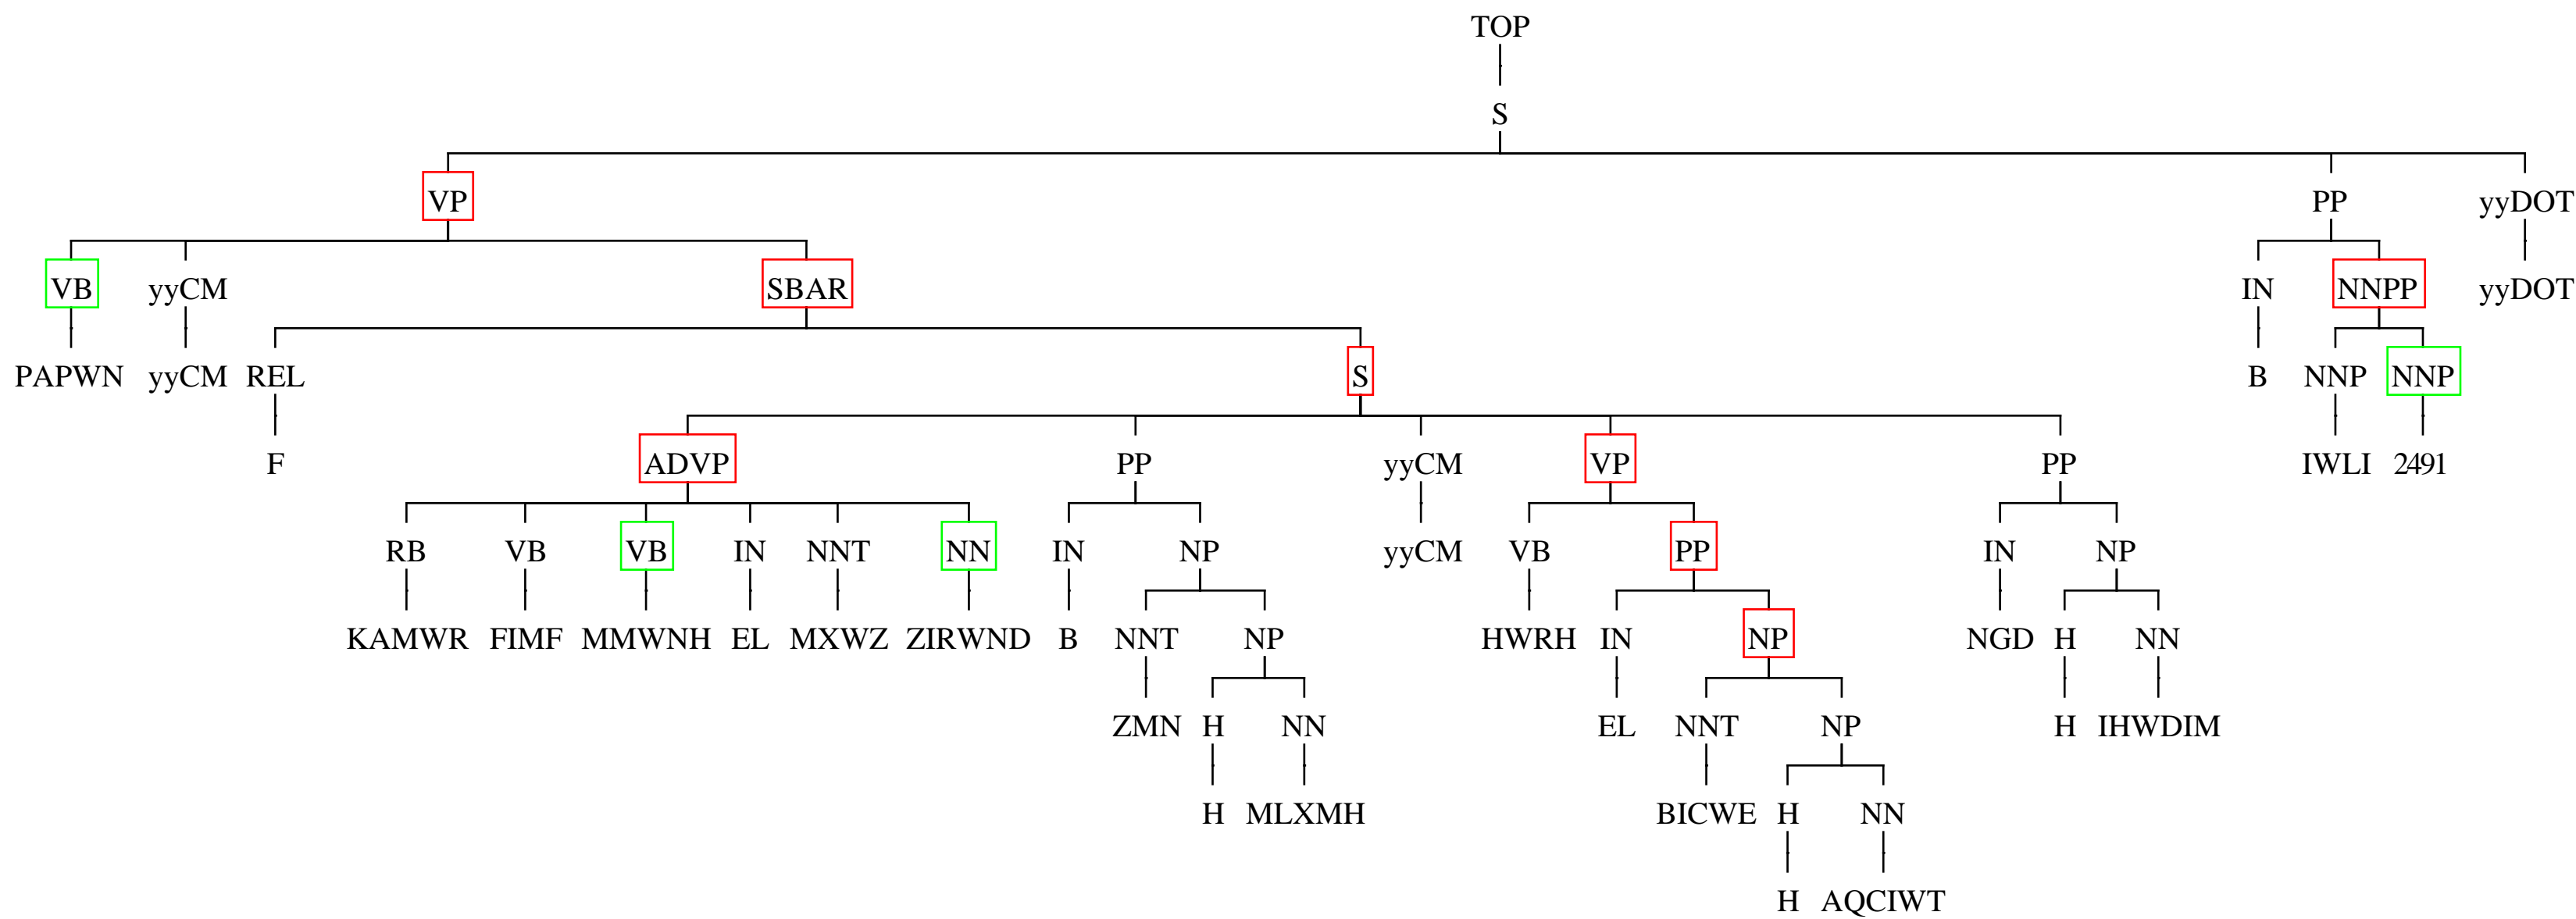 TOP
S
VP PP yyDOT
VB yyCM SBAR IN NNPP yyDOT
PAPWN yyCM REL S B NNP NNP
F ADVP PP yyCM VP PP IWLI 2491
RB VB VB IN NNT NN IN NP yyCM VB PP IN NP
KAMWR FIMF MMWNH EL MXWZ ZIRWND B NNT NP HWRH IN NP NGD H NN
ZMN H NN EL NNT NP H IHWDIM
H MLXMH BICWE H NN
H AQCIWT